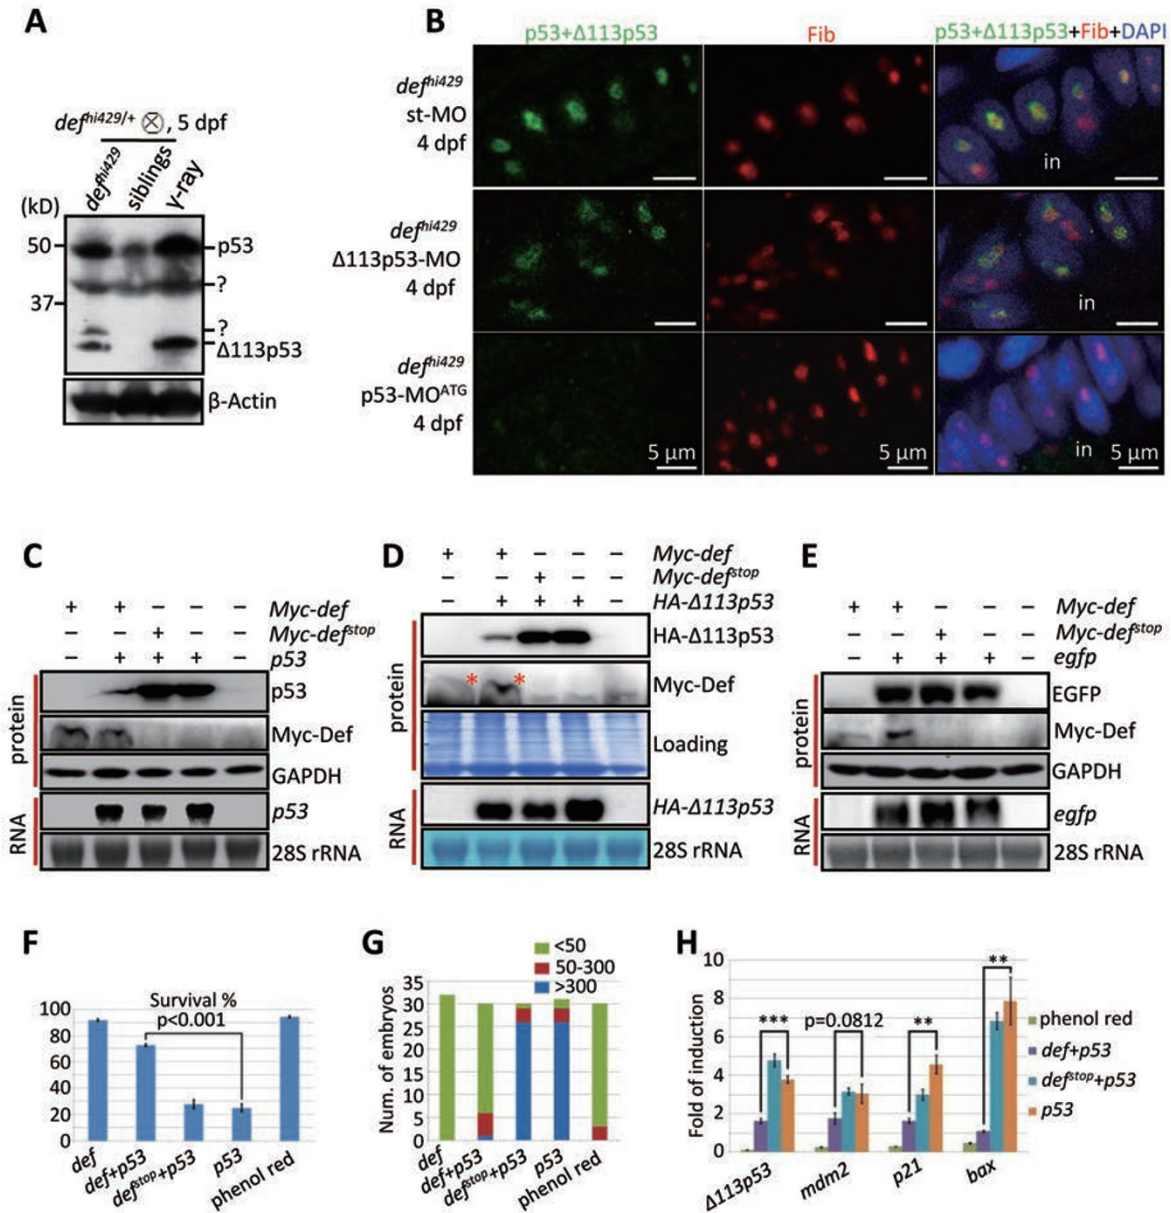 A
def^hi429/+ ⊗, 5 dpf
def^hi429 siblings γ-ray
(kD)
50 p53
?
37
?
Δ113p53
β-Actin
B
p53+Δ113p53 Fib p53+Δ113p53+Fib+DAPI
def^hi429
st-MO
4 dpf
in
def^hi429
Δ113p53-MO
4 dpf
in
def^hi429
p53-MO^ATG
4 dpf
in
5 μm 5 μm 5 μm
C
+ + − − − Myc-def
− − + − − Myc-def^stop
− + + + − p53
protein
p53
Myc-Def
GAPDH
RNA
p53
28S rRNA
D
+ + − − − Myc-def
− − + − − Myc-def^stop
− + + + − HA-Δ113p53
protein
HA-Δ113p53
* * Myc-Def
Loading
RNA
HA-Δ113p53
28S rRNA
E
+ + − − − Myc-def
− − + − − Myc-def^stop
− + + + − egfp
protein
EGFP
Myc-Def
GAPDH
RNA
egfp
28S rRNA
F
Survival %
p<0.001
100
80
60
40
20
0
def def+p53 def^stop+p53 p53 phenol red
G
<50
50-300
>300
Num. of embroys
35
30
25
20
15
10
5
0
def def+p53 def^stop+p53 p53 phenol red
H
Fold of induction
10
8
6
4
2
0
*** p=0.0812 ** **
Δ113p53 mdm2 p21 bax
phenol red
def+p53
def^stop+p53
p53